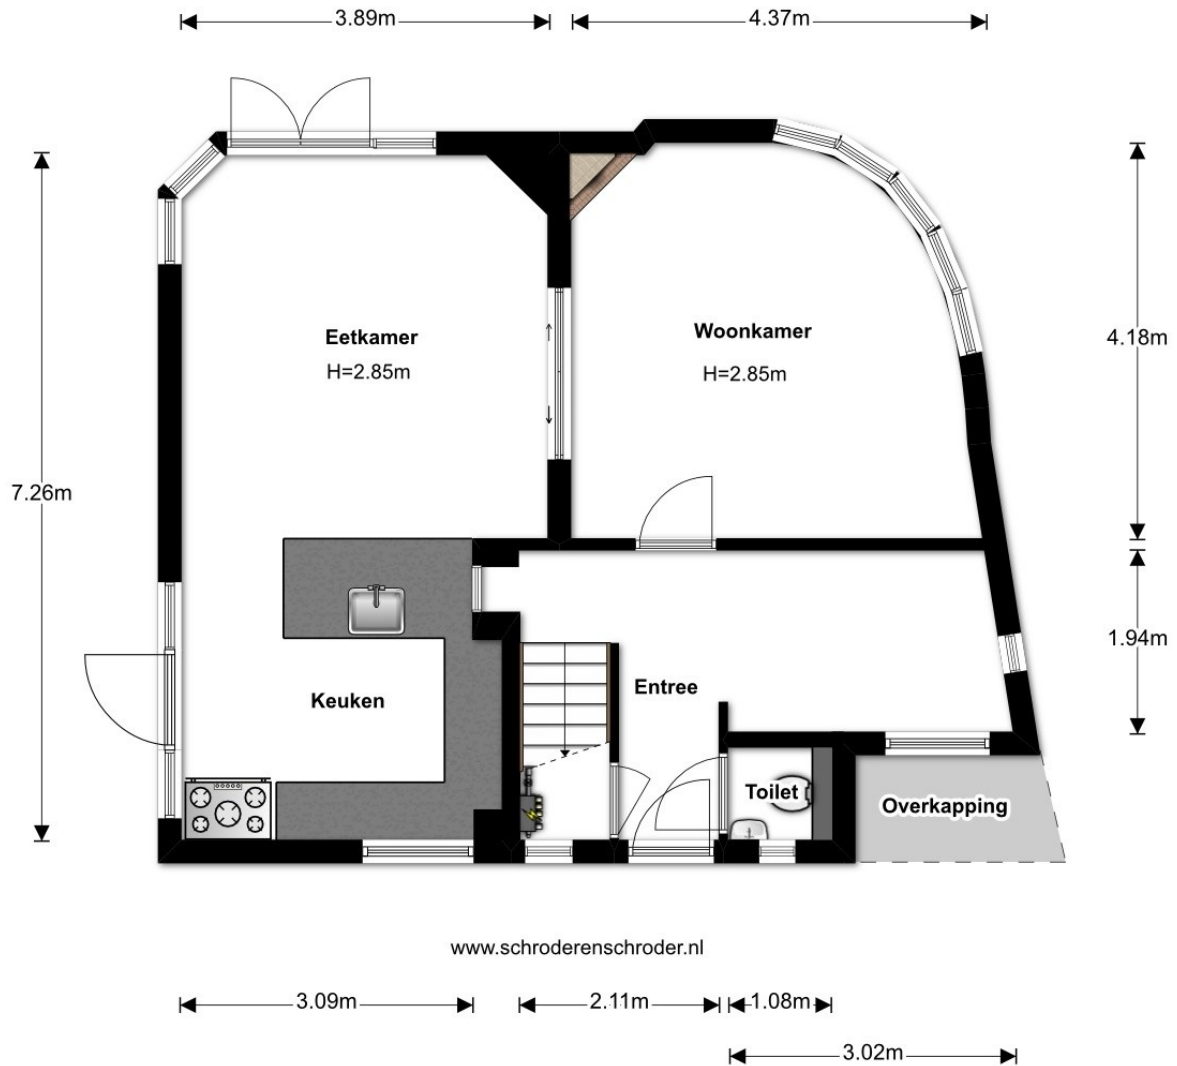 3.89m
4.37m
Eetkamer
H=2.85m
Woonkamer
H=2.85m
4.18m
7.26m
1.94m
Keuken
Entree
Toilet
Overkapping
www.schroderenschroder.nl
3.09m
2.11m
1.08m
3.02m